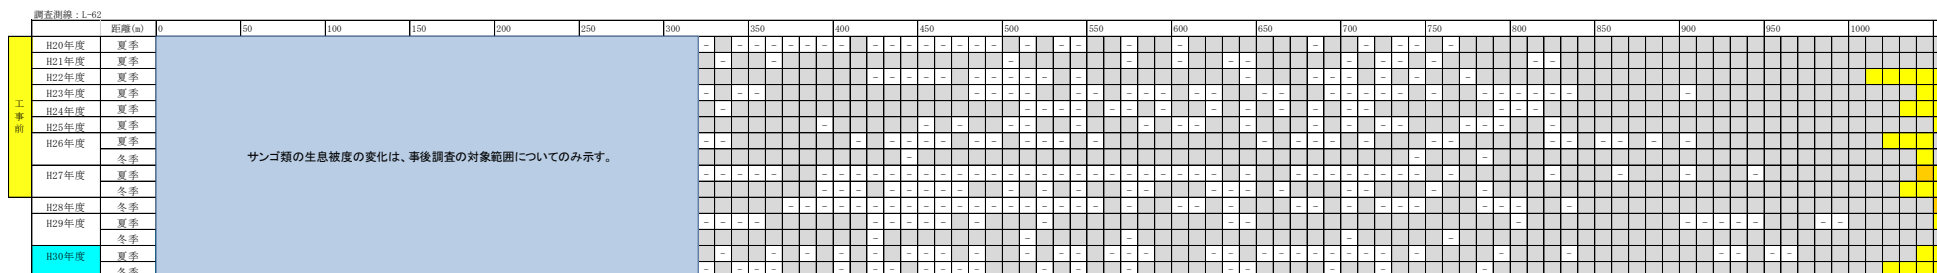 調査測線：L-62
距離(m) 0 50 100 150 200 250 300 350 400 450 500 550 600 650 700 750 800 850 900 950 1000
工事前
H20年度 夏季
H21年度 夏季
H22年度 夏季
H23年度 夏季
H24年度 夏季
H25年度 夏季
H26年度 夏季
冬季
サンゴ類の生息被度の変化は、事後調査の対象範囲についてのみ示す。
H27年度 夏季
冬季
H28年度 冬季
H29年度 夏季
冬季
H30年度 夏季
冬季